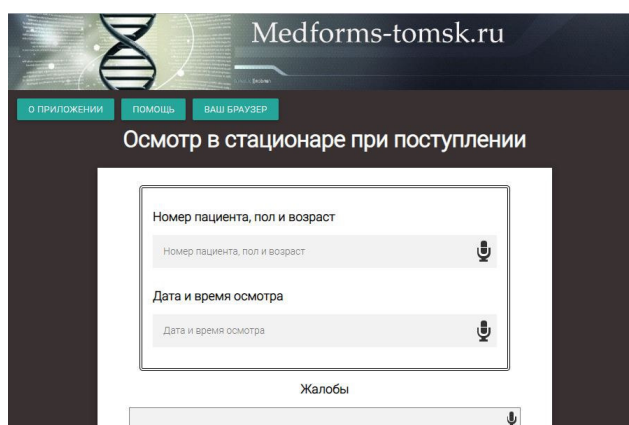 Medforms-tomsk.ru
О ПРИЛОЖЕНИИ ПОМОЩЬ ВАШ БРАУЗЕР
Осмотр в стационаре при поступлении
Номер пациента, пол и возраст
Номер пациента, пол и возраст
Дата и время осмотра
Дата и время осмотра
Жалобы